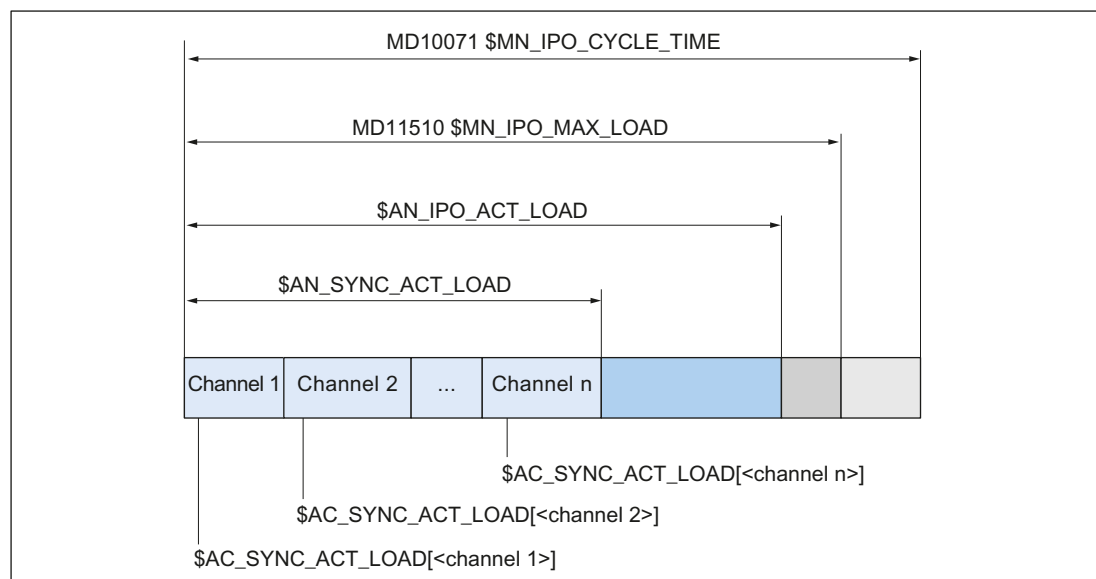 MD10071 $MN_IPO_CYCLE_TIME
MD11510 $MN_IPO_MAX_LOAD
$AN_IPO_ACT_LOAD
$AN_SYNC_ACT_LOAD
Channel 1 Channel 2 ... Channel n
$AC_SYNC_ACT_LOAD[<channel n>]
$AC_SYNC_ACT_LOAD[<channel 2>]
$AC_SYNC_ACT_LOAD[<channel 1>]